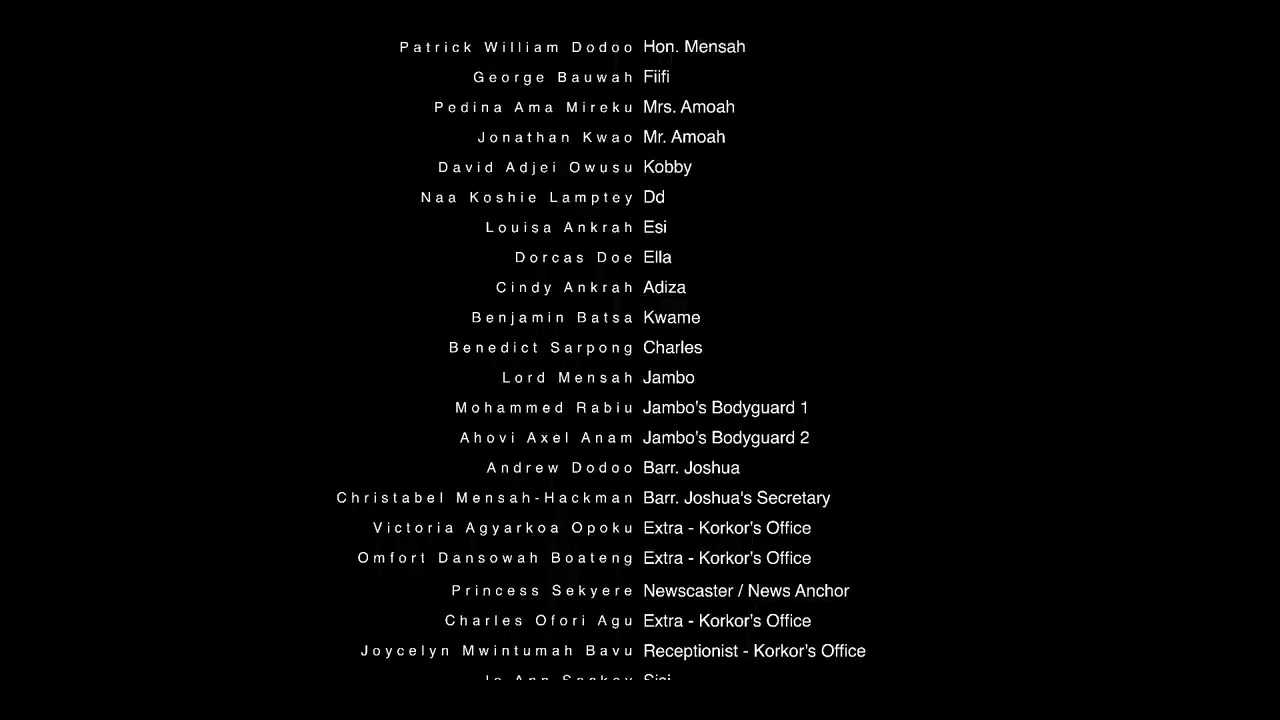 Patrick William Dodoo Hon. Mensah
George Bauwah Fiifi
Pedina Ama Mireku Mrs. Amoah
Jonathan Kwao Mr. Amoah
David Adjei Owusu Kobby
Naa Koshie Lamptey Dd
Louisa Ankrah Esi
Dorcas Doe Ella
Cindy Ankrah Adiza
Benjamin Batsa Kwame
Benedict Sarpong Charles
Lord Mensah Jambo
Mohammed Rabiu Jambo's Bodyguard 1
Ahovi Axel Anam Jambo's Bodyguard 2
Andrew Dodoo Barr. Joshua
Christabel Mensah-Hackman Barr. Joshua's Secretary
Victoria Agyarkoa Opoku Extra - Korkor's Office
Omfort Dansowah Boateng Extra - Korkor's Office
Princess Sekyere Newscaster / News Anchor
Charles Ofori Agu Extra - Korkor's Office
Joycelyn Mwintumah Bavu Receptionist - Korkor's Office